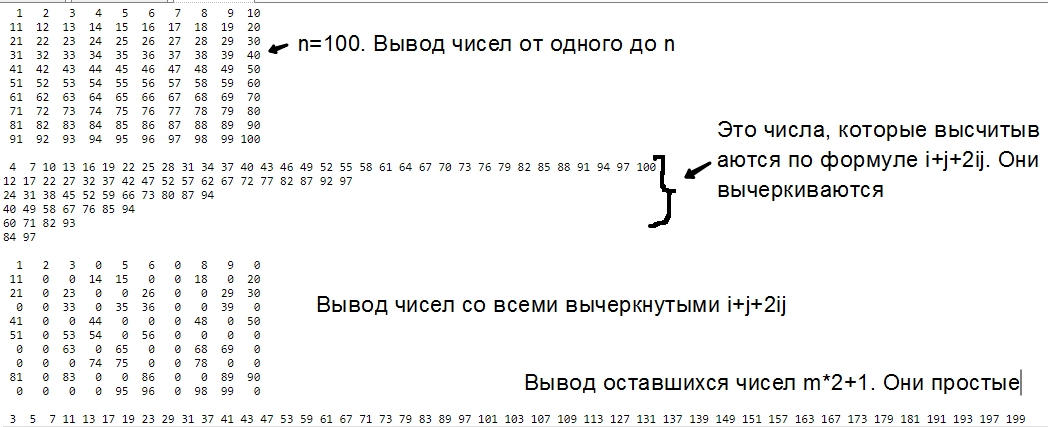 1 2 3 4 5 6 7 8 9 10
11 12 13 14 15 16 17 18 19 20
21 22 23 24 25 26 27 28 29 30
31 32 33 34 35 36 37 38 39 40
41 42 43 44 45 46 47 48 49 50
51 52 53 54 55 56 57 58 59 60
61 62 63 64 65 66 67 68 69 70
71 72 73 74 75 76 77 78 79 80
81 82 83 84 85 86 87 88 89 90
91 92 93 94 95 96 97 98 99 100
n=100. Вывод чисел от одного до n
4 7 10 13 16 19 22 25 28 31 34 37 40 43 46 49 52 55 58 61 64 67 70 73 76 79 82 85 88 91 94 97 100
12 17 22 27 32 37 42 47 52 57 62 67 72 77 82 87 92 97
24 31 38 45 52 59 66 73 80 87 94
40 49 58 67 76 85 94
60 71 82 93
84 97
Это числа, которые высчитыв
аются по формуле i+j+2ij. Они
вычеркиваются
1 2 3 0 5 6 0 8 9 0
11 0 0 14 15 0 0 18 0 20
21 0 23 0 0 26 0 0 29 30
0 0 33 0 35 36 0 0 39 0
41 0 0 44 0 0 0 48 0 50
51 0 53 54 0 56 0 0 0 0
0 0 63 0 65 0 0 68 69 0
0 0 0 74 75 0 0 78 0 0
81 0 83 0 0 86 0 0 89 90
0 0 0 0 95 96 0 98 99 0
Вывод чисел со всеми вычеркнутыми i+j+2ij
Вывод оставшихся чисел m*2+1. Они простые
3 5 7 11 13 17 19 23 29 31 37 41 43 47 53 59 61 67 71 73 79 83 89 97 101 103 107 109 113 127 131 137 139 149 151 157 163 167 173 179 181 191 193 197 199